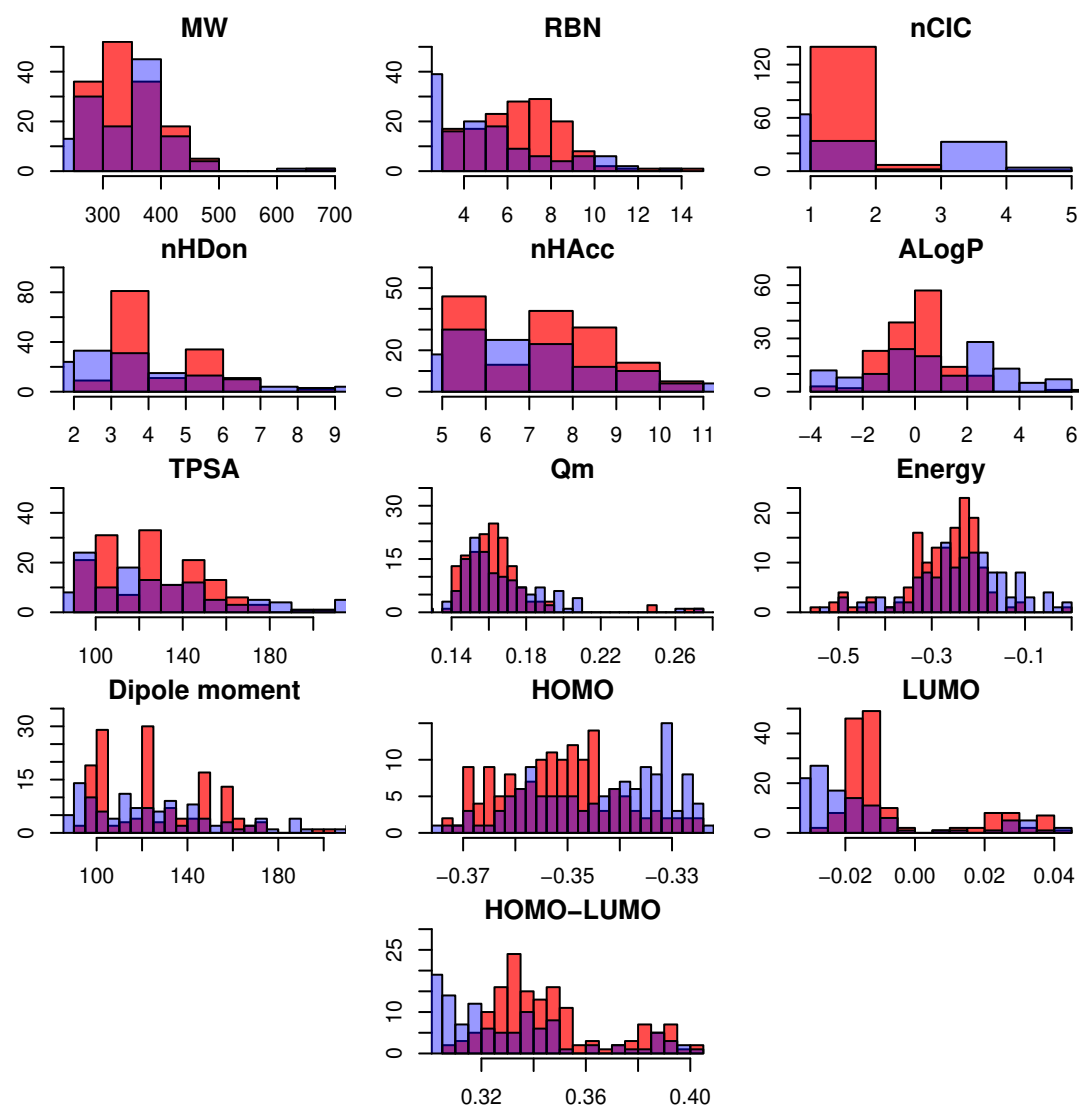 MW RBN nCIC
0 20 40
300 400 500 600 700
0 20 40
4 6 8 10 12 14
0 60 120
1 2 3 4 5
nHDon nHAcc ALogP
0 40 80
2 3 4 5 6 7 8 9
0 20 50
5 6 7 8 9 10 11
0 30 60
−4 −2 0 2 4 6
TPSA Qm Energy
0 20 40
100 140 180
0 15 30
0.14 0.18 0.22 0.26
0 10 20
−0.5 −0.3 −0.1
Dipole moment HOMO LUMO
0 15 30
100 140 180
0 5 10
−0.37 −0.35 −0.33
0 20 40
−0.02 0.00 0.02 0.04
HOMO−LUMO
0 10 25
0.32 0.36 0.40